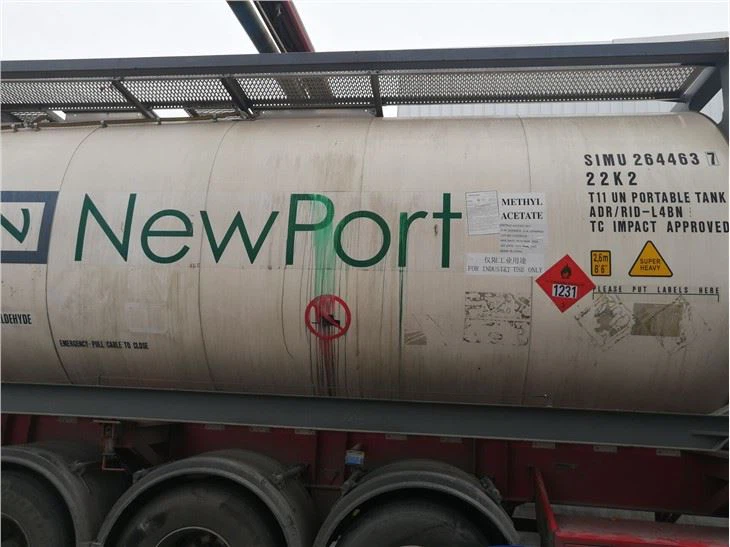 SIMU 264463 7
22K2
T11 UN PORTABLE TANK
ADR/RID-L4BN
TC IMPACT APPROVED
N NewPort
METHYL
ACETATE
仅限工业用途
FOR INDUSTRY USE ONLY
1231
2,6m
8'6"
SUPER
HEAVY
PLEASE PUT LABELS HERE
LDEHYDE
EMERGENCY-PULL CABLE TO CLOSE